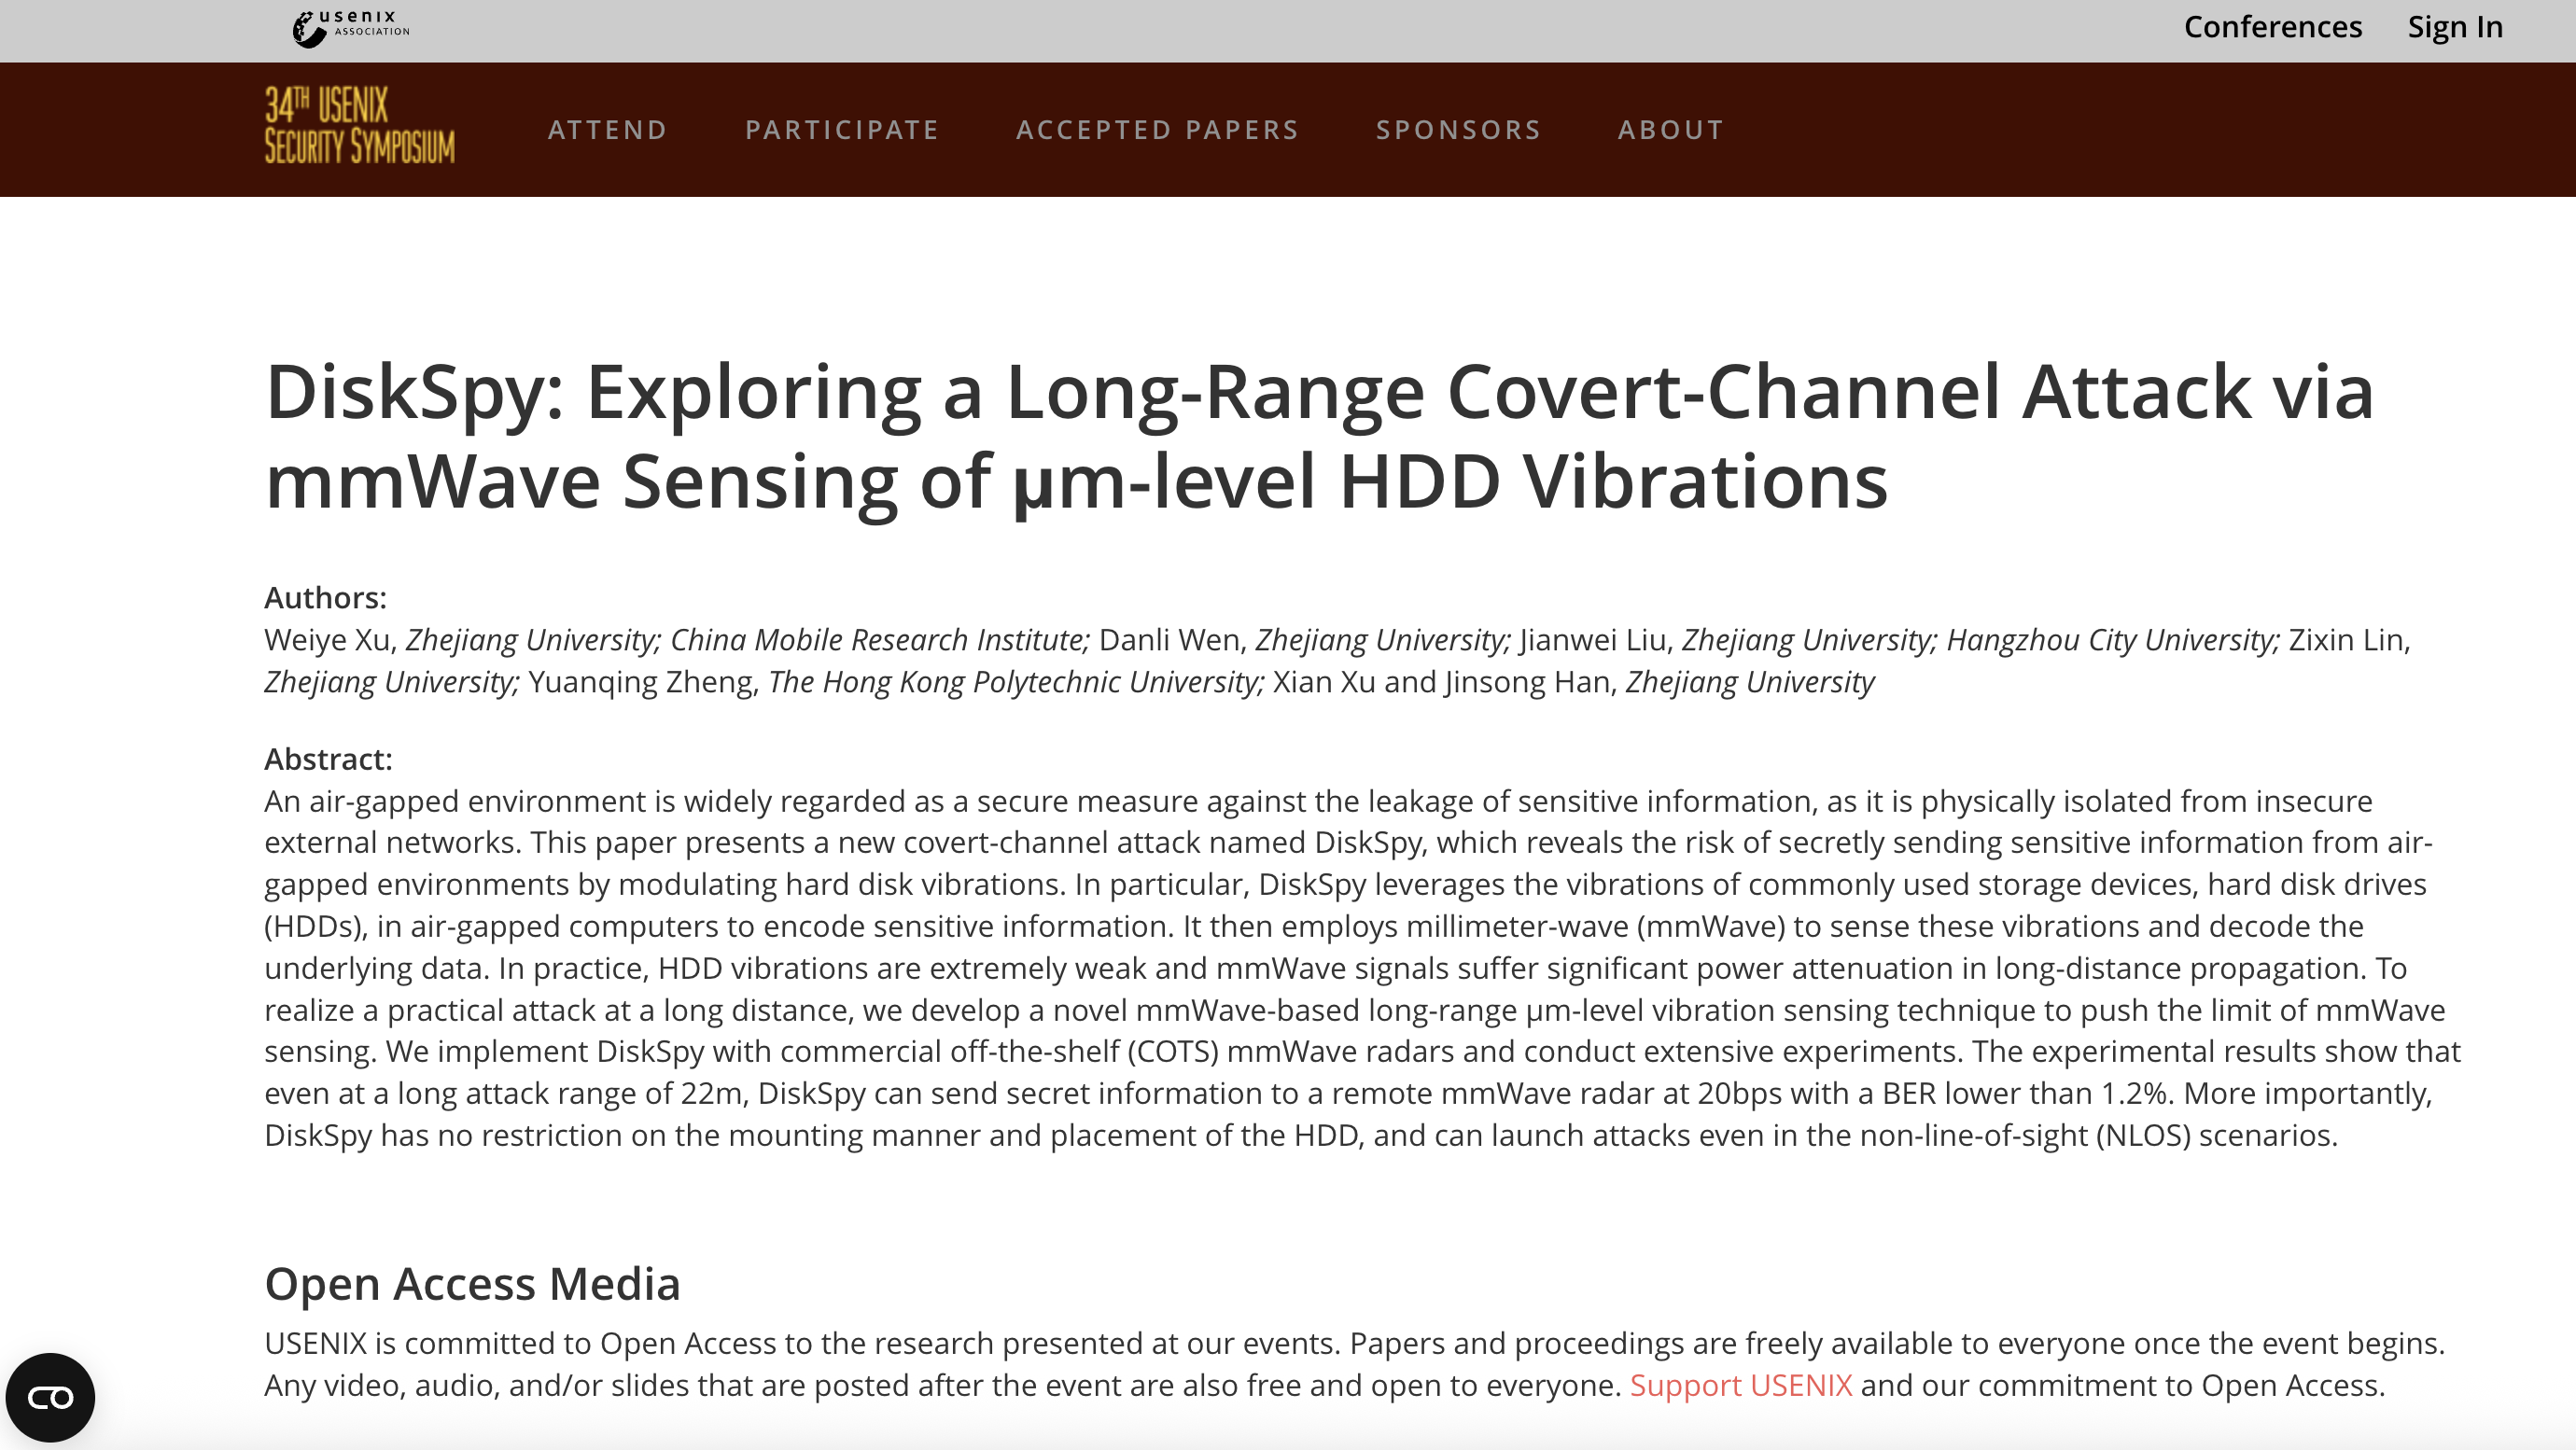 usenix
ASSOCIATION
Conferences Sign In
34TH USENIX
SECURITY SYMPOSIUM
ATTEND PARTICIPATE ACCEPTED PAPERS SPONSORS ABOUT
DiskSpy: Exploring a Long-Range Covert-Channel Attack via
mmWave Sensing of µm-level HDD Vibrations
Authors:
Weiye Xu, Zhejiang University; China Mobile Research Institute; Danli Wen, Zhejiang University; Jianwei Liu, Zhejiang University; Hangzhou City University; Zixin Lin,
Zhejiang University; Yuanqing Zheng, The Hong Kong Polytechnic University; Xian Xu and Jinsong Han, Zhejiang University
Abstract:
An air-gapped environment is widely regarded as a secure measure against the leakage of sensitive information, as it is physically isolated from insecure
external networks. This paper presents a new covert-channel attack named DiskSpy, which reveals the risk of secretly sending sensitive information from air-
gapped environments by modulating hard disk vibrations. In particular, DiskSpy leverages the vibrations of commonly used storage devices, hard disk drives
(HDDs), in air-gapped computers to encode sensitive information. It then employs millimeter-wave (mmWave) to sense these vibrations and decode the
underlying data. In practice, HDD vibrations are extremely weak and mmWave signals suffer significant power attenuation in long-distance propagation. To
realize a practical attack at a long distance, we develop a novel mmWave-based long-range µm-level vibration sensing technique to push the limit of mmWave
sensing. We implement DiskSpy with commercial off-the-shelf (COTS) mmWave radars and conduct extensive experiments. The experimental results show that
even at a long attack range of 22m, DiskSpy can send secret information to a remote mmWave radar at 20bps with a BER lower than 1.2%. More importantly,
DiskSpy has no restriction on the mounting manner and placement of the HDD, and can launch attacks even in the non-line-of-sight (NLOS) scenarios.
Open Access Media
USENIX is committed to Open Access to the research presented at our events. Papers and proceedings are freely available to everyone once the event begins.
Any video, audio, and/or slides that are posted after the event are also free and open to everyone. Support USENIX and our commitment to Open Access.